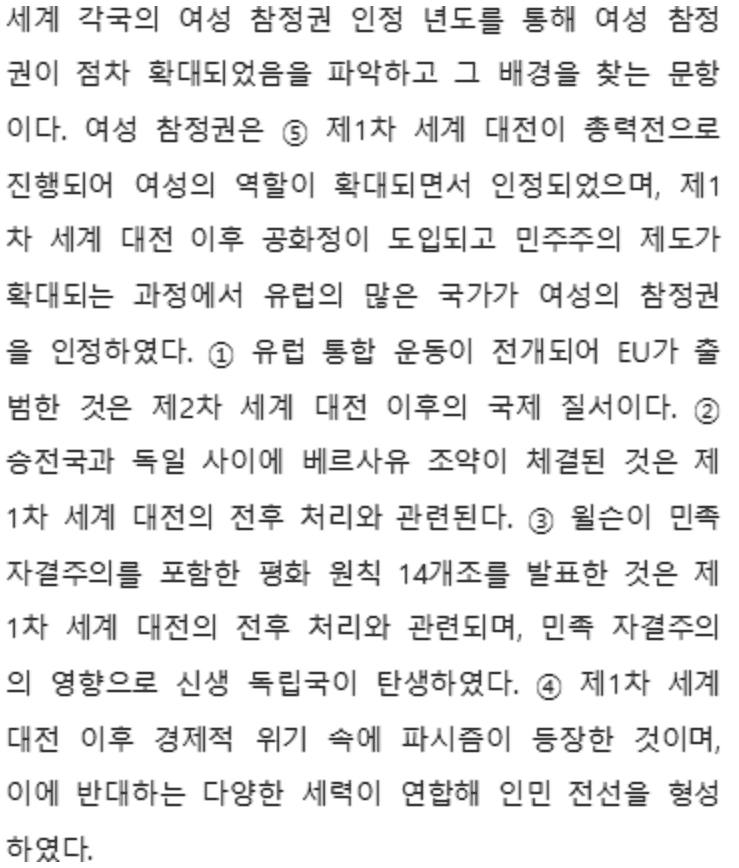 세계 각국의 여성 참정권 인정 년도를 통해 여성 참정
권이 점차 확대되었음을 파악하고 그 배경을 찾는 문항
이다. 여성 참정권은 ⑤ 제1차 세계 대전이 총력전으로
진행되어 여성의 역할이 확대되면서 인정되었으며, 제1
차 세계 대전 이후 공화정이 도입되고 민주주의 제도가
확대되는 과정에서 유럽의 많은 국가가 여성의 참정권
을 인정하였다. ① 유럽 통합 운동이 전개되어 EU가 출
범한 것은 제2차 세계 대전 이후의 국제 질서이다. ②
승전국과 독일 사이에 베르사유 조약이 체결된 것은 제
1차 세계 대전의 전후 처리와 관련된다. ③ 윌슨이 민족
자결주의를 포함한 평화 원칙 14개조를 발표한 것은 제
1차 세계 대전의 전후 처리와 관련되며, 민족 자결주의
의 영향으로 신생 독립국이 탄생하였다. ④ 제1차 세계
대전 이후 경제적 위기 속에 파시즘이 등장한 것이며,
이에 반대하는 다양한 세력이 연합해 인민 전선을 형성
하였다.